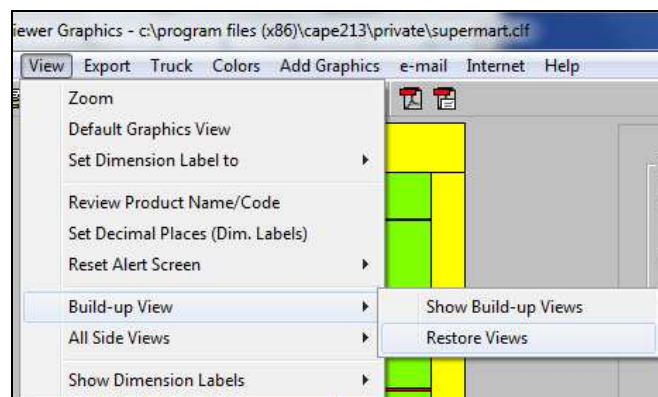 iewer Graphics - c:\program files (x86)\cape213\private\supermart.clf
View Export Truck Colors Add Graphics e-mail Internet Help
Zoom
Default Graphics View
Set Dimension Label to
Review Product Name/Code
Set Decimal Places (Dim. Labels)
Reset Alert Screen
Build-up View
Show Build-up Views
All Side Views
Restore Views
Show Dimension Labels